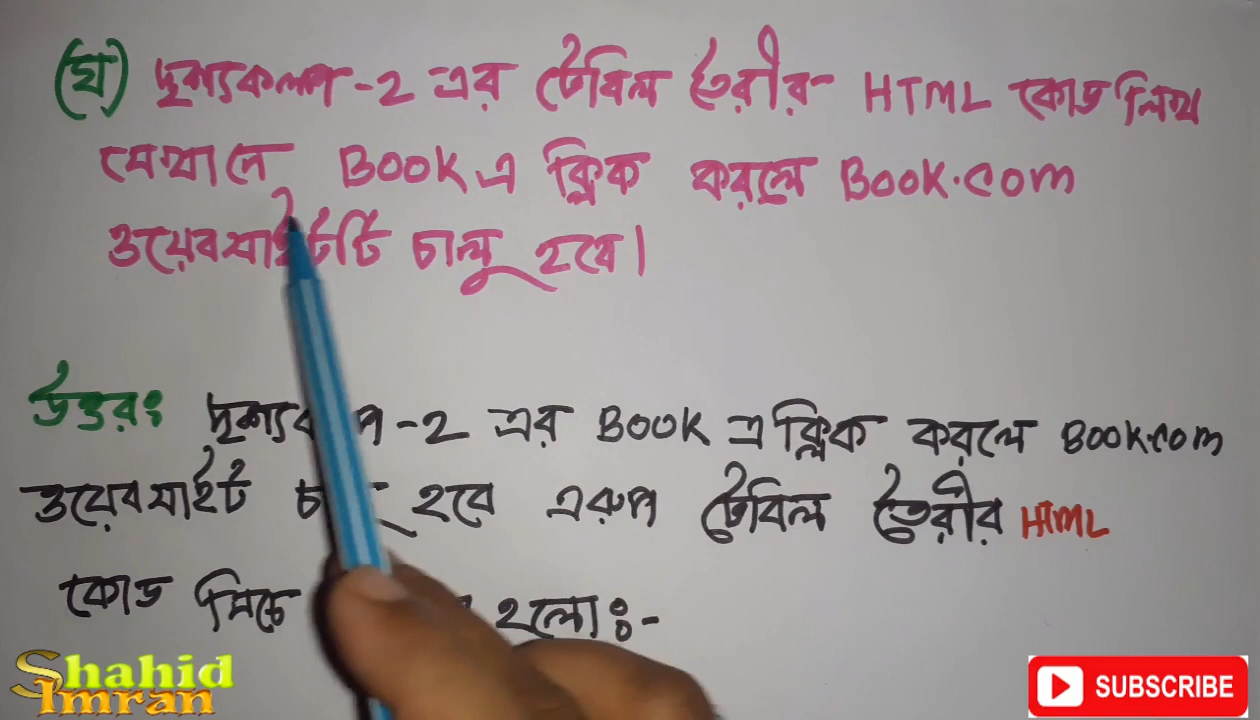 (ঘ) দৃশ্যকল্প-2 এর টেবিল তৈরীর HTML কোড লিখ
যেখানে Book এ ক্লিক করলে Book.com
ওয়েবসাইটটি চালু হবে।
উত্তরঃ দৃশ্যকল্প-2 এর Book এ ক্লিক করলে Book.com
ওয়েবসাইট হবে এরুপ টেবিল তৈরীর HTML
কোড নিচে হলোঃ-
Shahid
Imran
SUBSCRIBE